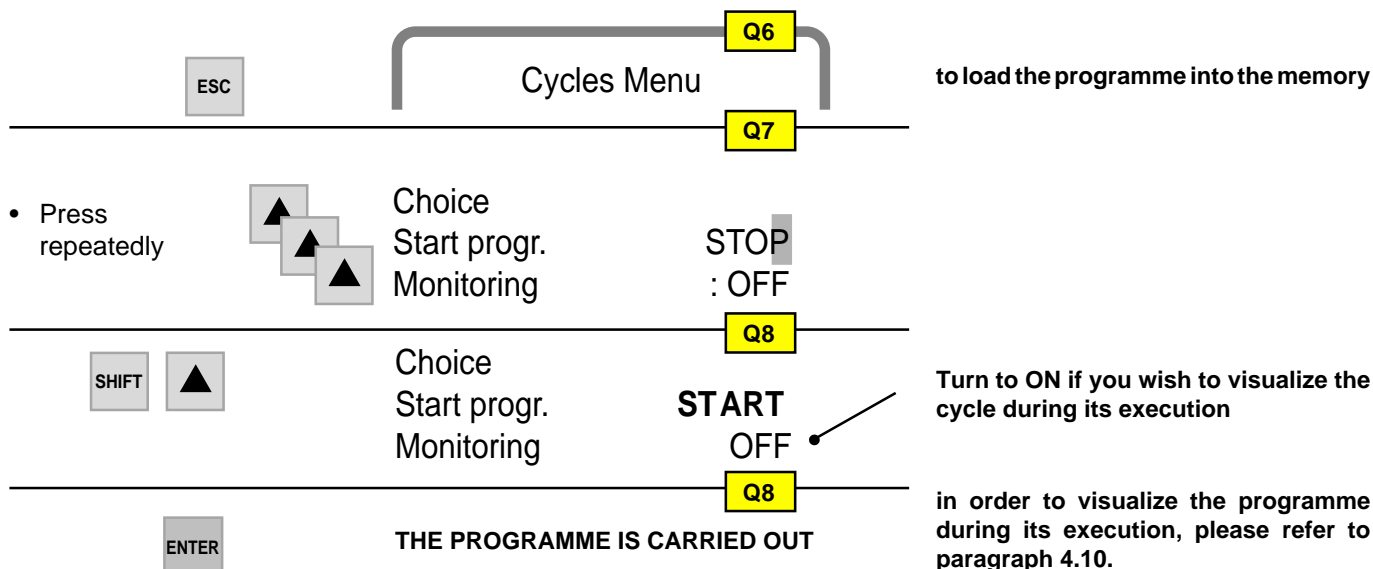 Q6
ESC
Cycles Menu
to load the programme into the memory
Q7
• Press
repeatedly
Choice
Start progr. STOP
Monitoring : OFF
Q8
SHIFT
Choice
Start progr. START
Monitoring OFF
Turn to ON if you wish to visualize the
cycle during its execution
Q8
ENTER
THE PROGRAMME IS CARRIED OUT
in order to visualize the programme
during its execution, please refer to
paragraph 4.10.